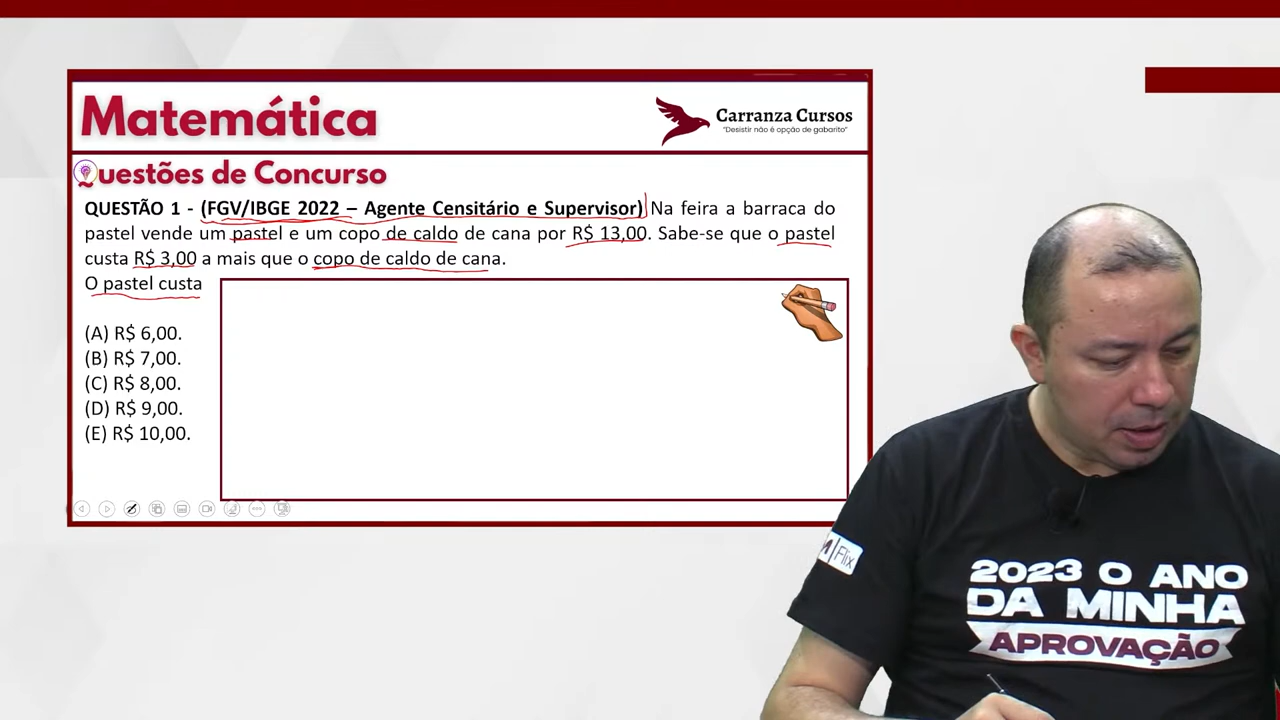 Matemática
Carranza Cursos
"Desistir não é opção de gabarito"
Questões de Concurso
QUESTÃO 1 - (FGV/IBGE 2022 – Agente Censitário e Supervisor) Na feira a barraca do
pastel vende um pastel e um copo de caldo de cana por R$ 13,00. Sabe-se que o pastel
custa R$ 3,00 a mais que o copo de caldo de cana.
O pastel custa
(A) R$ 6,00.
(B) R$ 7,00.
(C) R$ 8,00.
(D) R$ 9,00.
(E) R$ 10,00.
Flix
2023 O ANO
DA MINHA
APROVAÇÃO